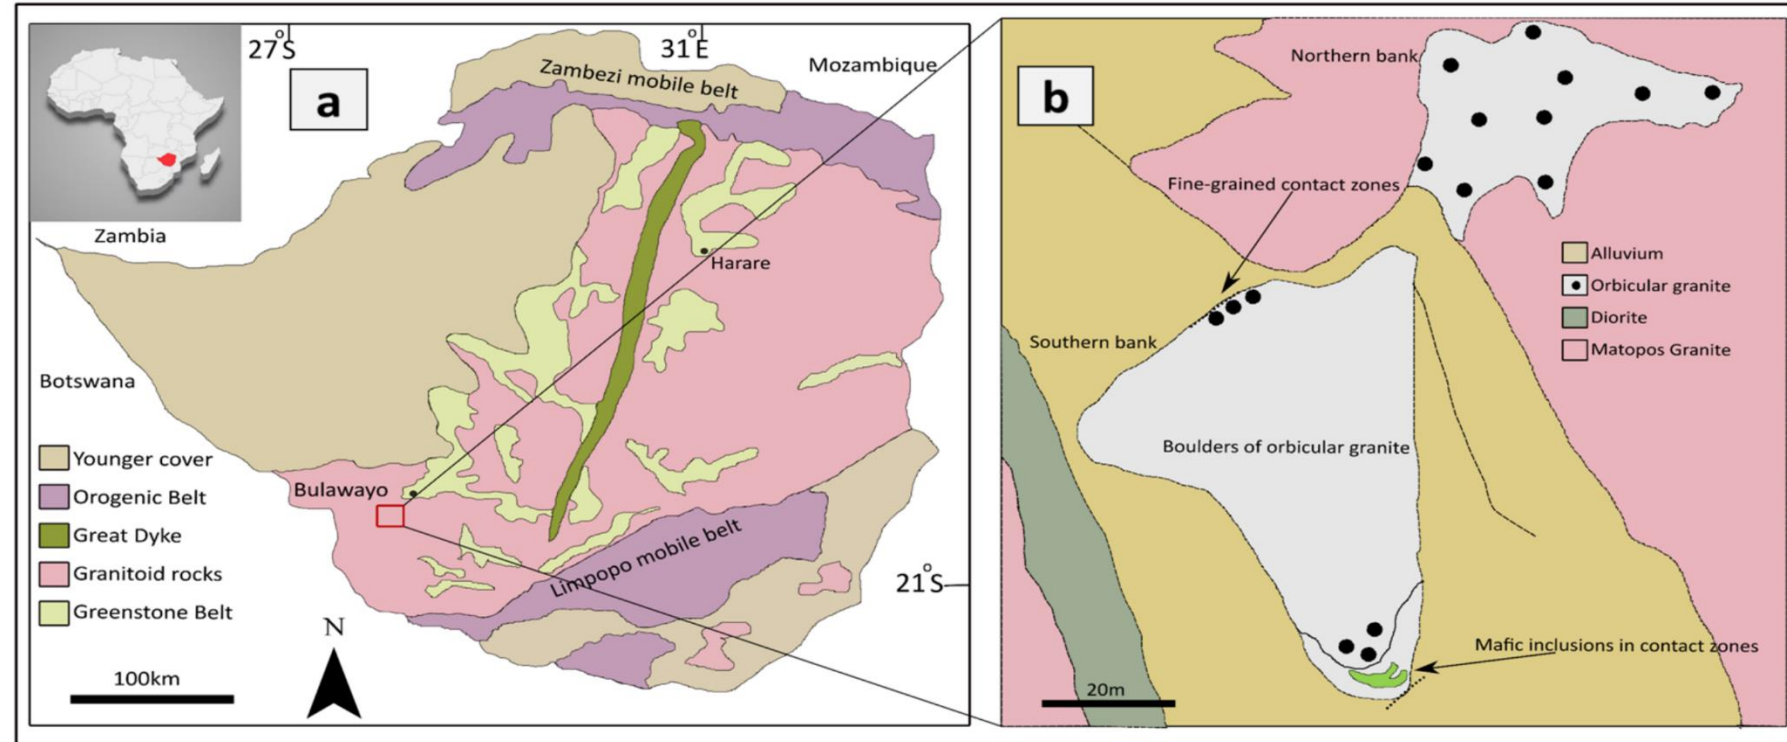 27°S
31°E
a
Zambezi mobile belt
Mozambique
Zambia
Harare
Botswana
Younger cover
Orogenic Belt
Great Dyke
Granitoid rocks
Greenstone Belt
Bulawayo
Limpopo mobile belt
21°S
N
100km
b
Northern bank
Fine-grained contact zones
Alluvium
Orbicular granite
Diorite
Matopos Granite
Southern bank
Boulders of orbicular granite
Mafic inclusions in contact zones
20m